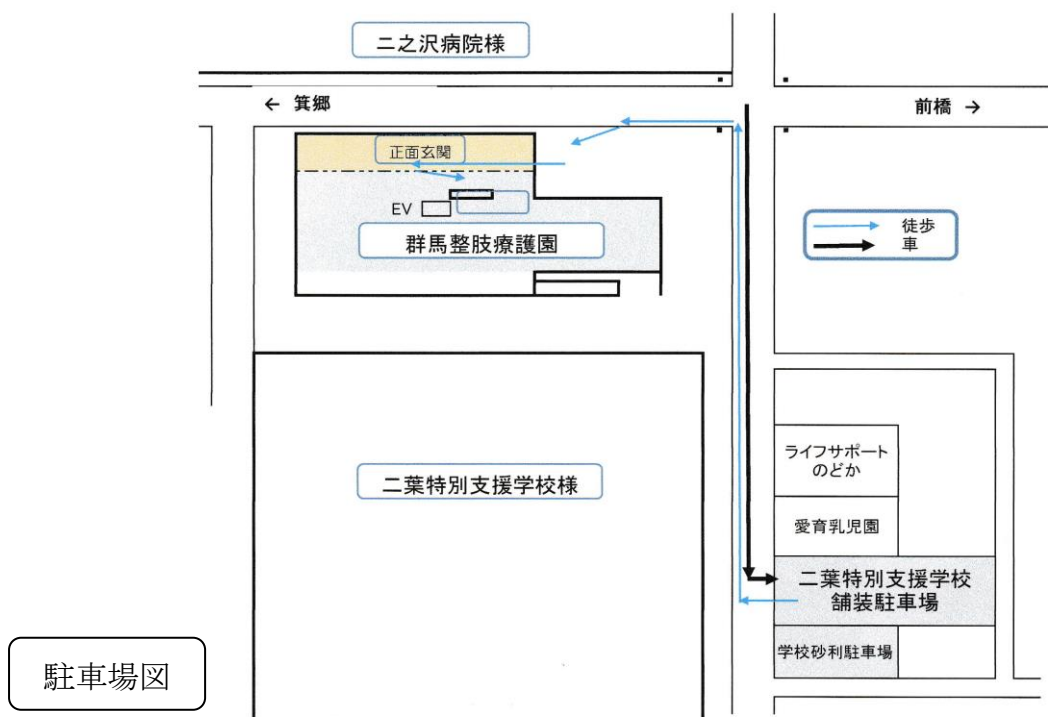 二之沢病院様
← 箕郷
前橋 →
正面玄関
EV
群馬整肢療護園
徒歩
車
二葉特別支援学校様
ライフサポート
のどか
愛育乳児園
二葉特別支援学校
舗装駐車場
学校砂利駐車場
駐車場図